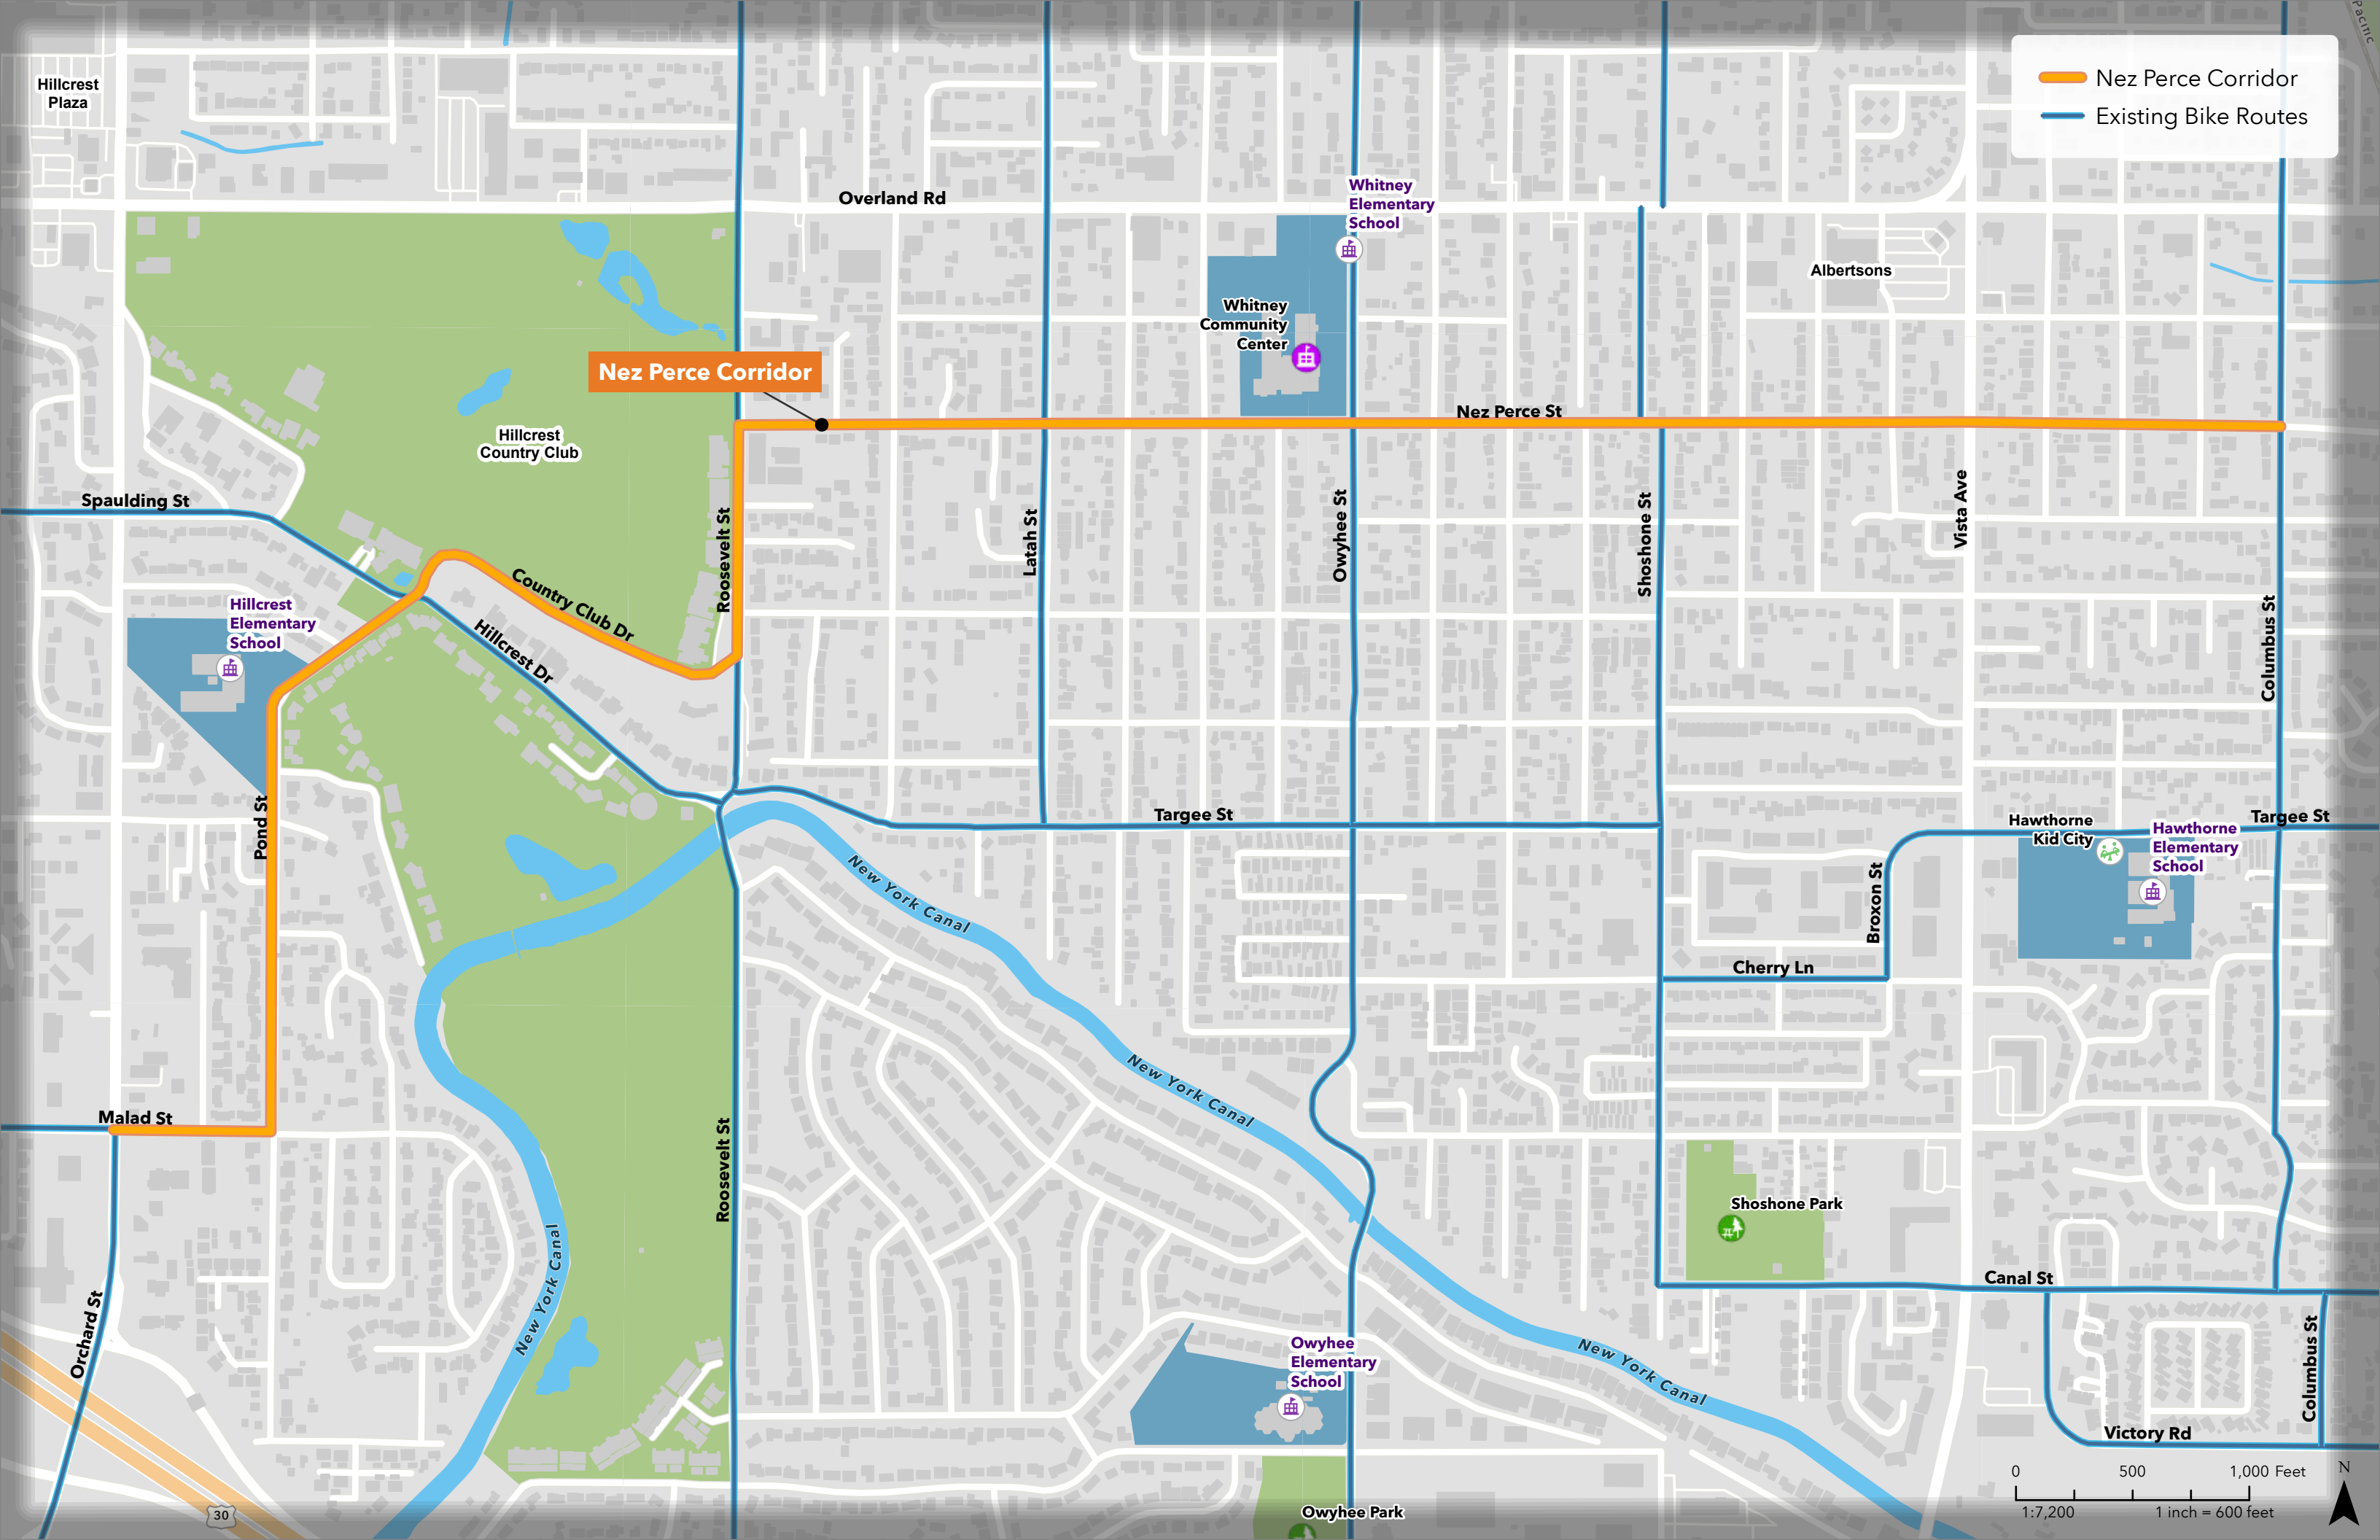 Pacific
Nez Perce Corridor
Existing Bike Routes
Hillcrest
Plaza
Overland Rd
Whitney
Elementary
School
Albertsons
Whitney
Community
Center
Nez Perce Corridor
Nez Perce St
Hillcrest
Country Club
Spaulding St
Roosevelt St
Latah St
Owyhee St
Shoshone St
Vista Ave
Columbus St
Country Club Dr
Hillcrest Dr
Hillcrest
Elementary
School
Pond St
Targee St
Targee St
Hawthorne
Kid City
Hawthorne
Elementary
School
New York Canal
Broxon St
Cherry Ln
New York Canal
Malad St
Roosevelt St
Shoshone Park
New York Canal
Canal St
Orchard St
Owyhee
Elementary
School
New York Canal
Columbus St
Victory Rd
Owyhee Park
30
0 500 1,000 Feet
1:7,200 1 inch = 600 feet
N